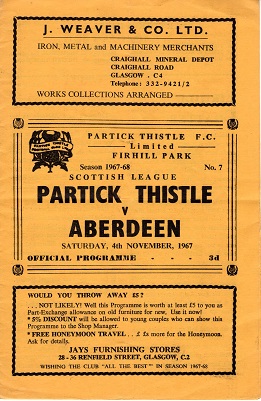 J. WEAVER & CO. LTD.
IRON, METAL and MACHINERY MERCHANTS
CRAIGHALL MINERAL DEPOT
CRAIGHALL ROAD
GLASGOW . C4
Telephone: 332-9421/2
WORKS COLLECTIONS ARRANGED
PARTICK THISTLE F.C.
Limited
FIRHILL PARK
Season 1967-68 No. 7
SCOTTISH LEAGUE
PARTICK THISTLE
V
ABERDEEN
SATURDAY, 4th NOVEMBER, 1967
OFFICIAL PROGRAMME - - - 3d
WOULD YOU THROW AWAY £5?
. . . NOT LIKELY! Well this Programme is worth at least £5 to you as
Part-Exchange allowance on old furniture for new, Use it now!
* 5% DISCOUNT will be allowed to young couples who can show this
Programme to the Shop Manager.
* FREE HONEYMOON TRAVEL . . . £ £s more for the Honeymoon.
Ask for details.
JAYS FURNISHING STORES
28 - 36 RENFIELD STREET, GLASGOW, C.2
WISHING THE CLUB "ALL THE BEST" IN SEASON 1967-68